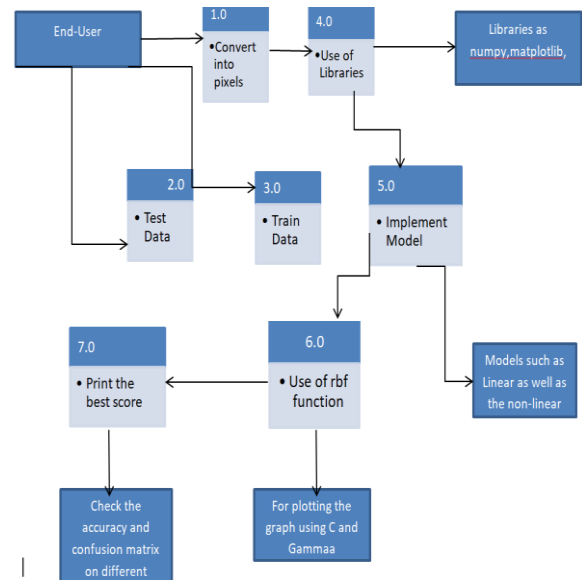 End-User
1.0
•Convert
into
pixels
4.0
•Use of
Libraries
Libraries as
numpy,matplotlib,
2.0
• Test
Data
3.0
• Train
Data
5.0
• Implement
Model
7.0
• Print the
best score
6.0
• Use of rbf
function
Models such as
Linear as well as
the non-linear
Check the
accuracy and
confusion matrix
on different
For plotting the
graph using C and
Gammaa